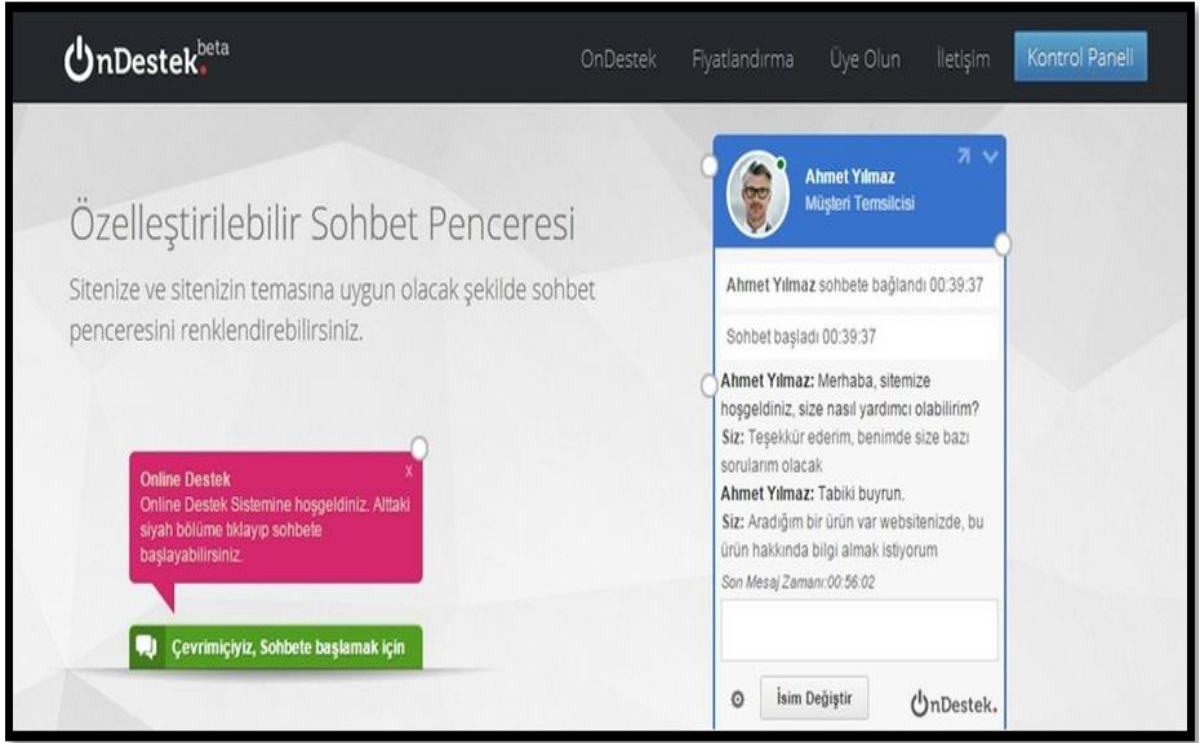 OnDestek. beta
OnDestek Fiyatlandırma Üye Olun İletişim Kontrol Paneli
Özelleştirilebilir Sohbet Penceresi
Sitenize ve sitenizin temasına uygun olacak şekilde sohbet
penceresini renklendirebilirsiniz.
Online Destek X
Online Destek Sistemine hoşgeldiniz. Alttaki
siyah bölüme tıklayıp sohbete
başlayabilirsiniz.
Çevrimiçiyiz, Sohbete başlamak için
Ahmet Yılmaz
Müşteri Temsilcisi
Ahmet Yılmaz sohbete bağlandı 00:39:37
Sohbet başladı 00:39:37
Ahmet Yılmaz: Merhaba, sitemize
hoşgeldiniz, size nasıl yardımcı olabilirim?
Siz: Teşekkür ederim, benimde size bazı
sorularım olacak
Ahmet Yılmaz: Tabiki buyrun.
Siz: Aradığım bir ürün var websitenizde, bu
ürün hakkında bilgi almak istiyorum
Son Mesaj Zamanı:00:56:02
İsim Değiştir
OnDestek.